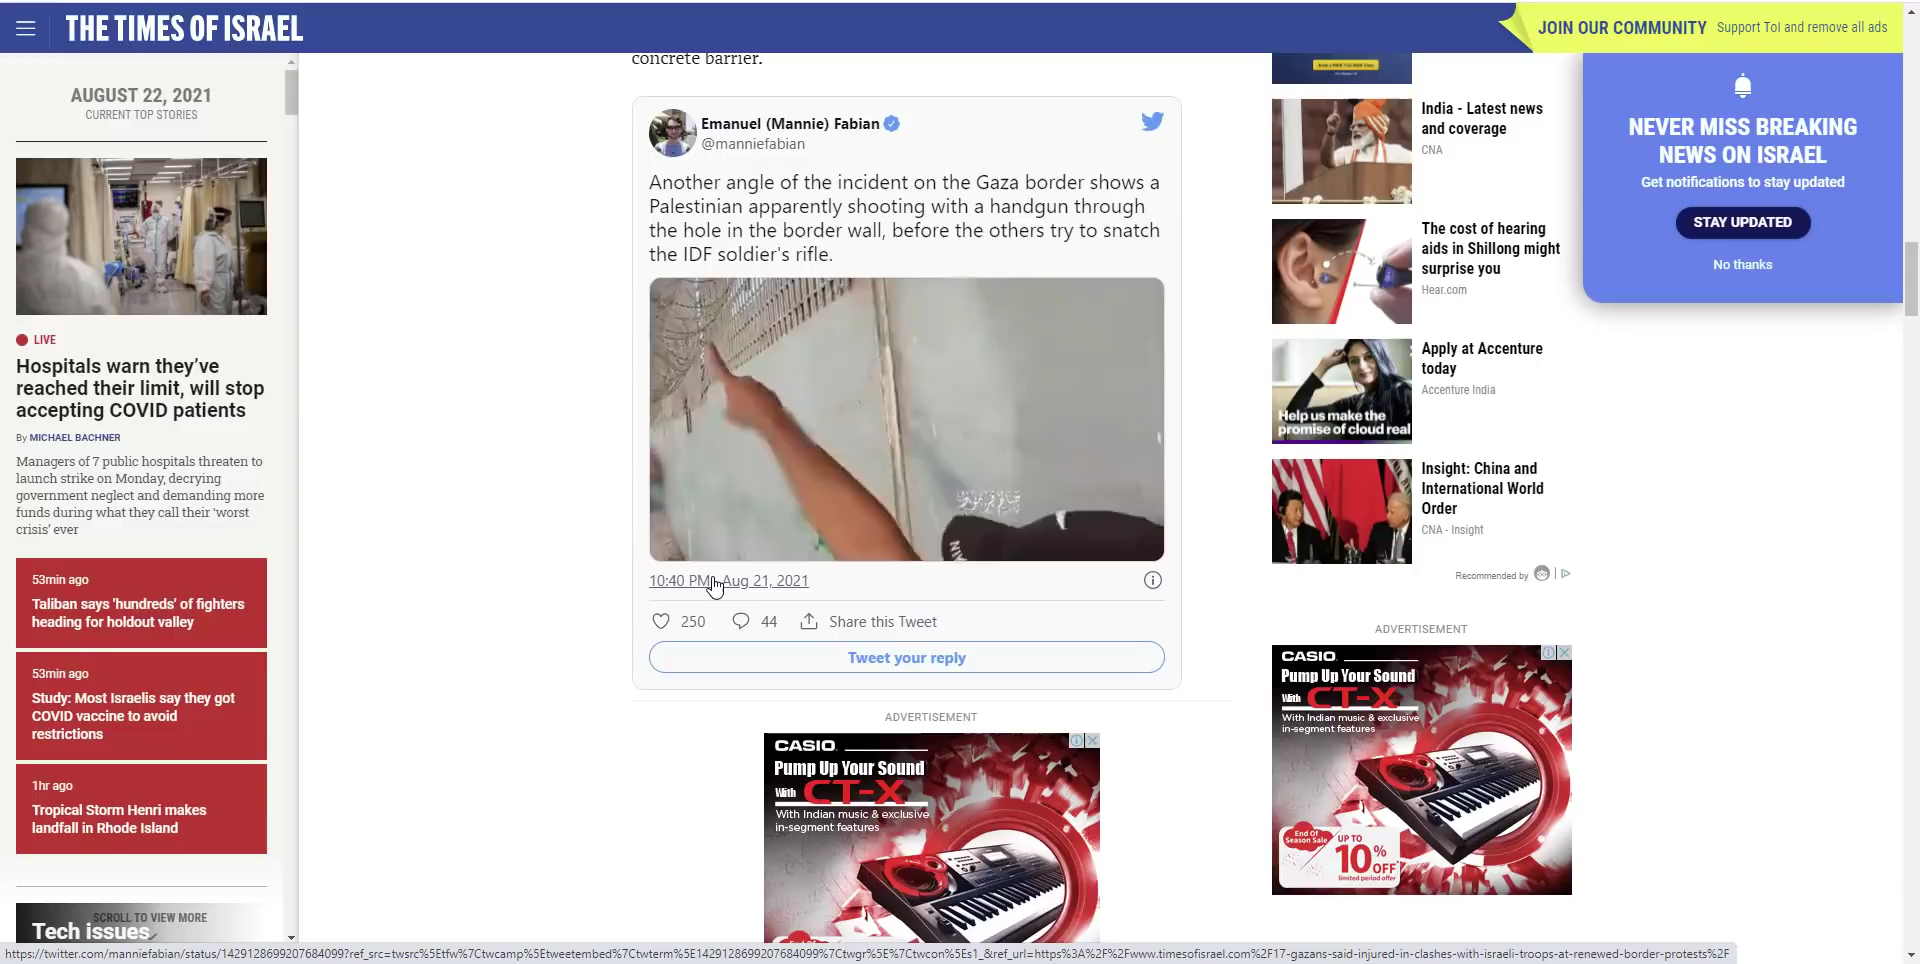 THE TIMES OF ISRAEL
JOIN OUR COMMUNITY Support ToI and remove all ads
AUGUST 22, 2021
CURRENT TOP STORIES
LIVE
Hospitals warn they’ve
reached their limit, will stop
accepting COVID patients
By MICHAEL BACHNER
Managers of 7 public hospitals threaten to
launch strike on Monday, decrying
government neglect and demanding more
funds during what they call their ‘worst
crisis’ ever
53min ago
Taliban says 'hundreds' of fighters
heading for holdout valley
53min ago
Study: Most Israelis say they got
COVID vaccine to avoid
restrictions
1hr ago
Tropical Storm Henri makes
landfall in Rhode Island
SCROLL TO VIEW MORE
Tech issues
concrete barrier.
Emanuel (Mannie) Fabian
@manniefabian
Another angle of the incident on the Gaza border shows a
Palestinian apparently shooting with a handgun through
the hole in the border wall, before the others try to snatch
the IDF soldier's rifle.
10:40 PM Aug 21, 2021
250 44 Share this Tweet
Tweet your reply
ADVERTISEMENT
CASIO
Pump Up Your Sound
With CT-X
With Indian music & exclusive
in-segment features
India - Latest news
and coverage
CNA
The cost of hearing
aids in Shillong might
surprise you
Hear.com
Apply at Accenture
today
Accenture India
Help us make the
promise of cloud real
Insight: China and
International World
Order
CNA - Insight
Recommended by
ADVERTISEMENT
CASIO
Pump Up Your Sound
With CT-X
With Indian music & exclusive
in-segment features
End Of
Season Sale
UP TO
10% OFF*
limited period offer
NEVER MISS BREAKING
NEWS ON ISRAEL
Get notifications to stay updated
STAY UPDATED
No thanks
https://twitter.com/manniefabian/status/1429128699207684099?ref_src=twsrc%5Etfw%7Ctwcamp%5Etweetembed%7Ctwterm%5E1429128699207684099%7Ctwgr%5E%7Ctwcon%5Es1_&ref_url=https%3A%2F%2Fwww.timesofisrael.com%2F17-gazans-said-injured-in-clashes-with-israeli-troops-at-renewed-border-protests%2F